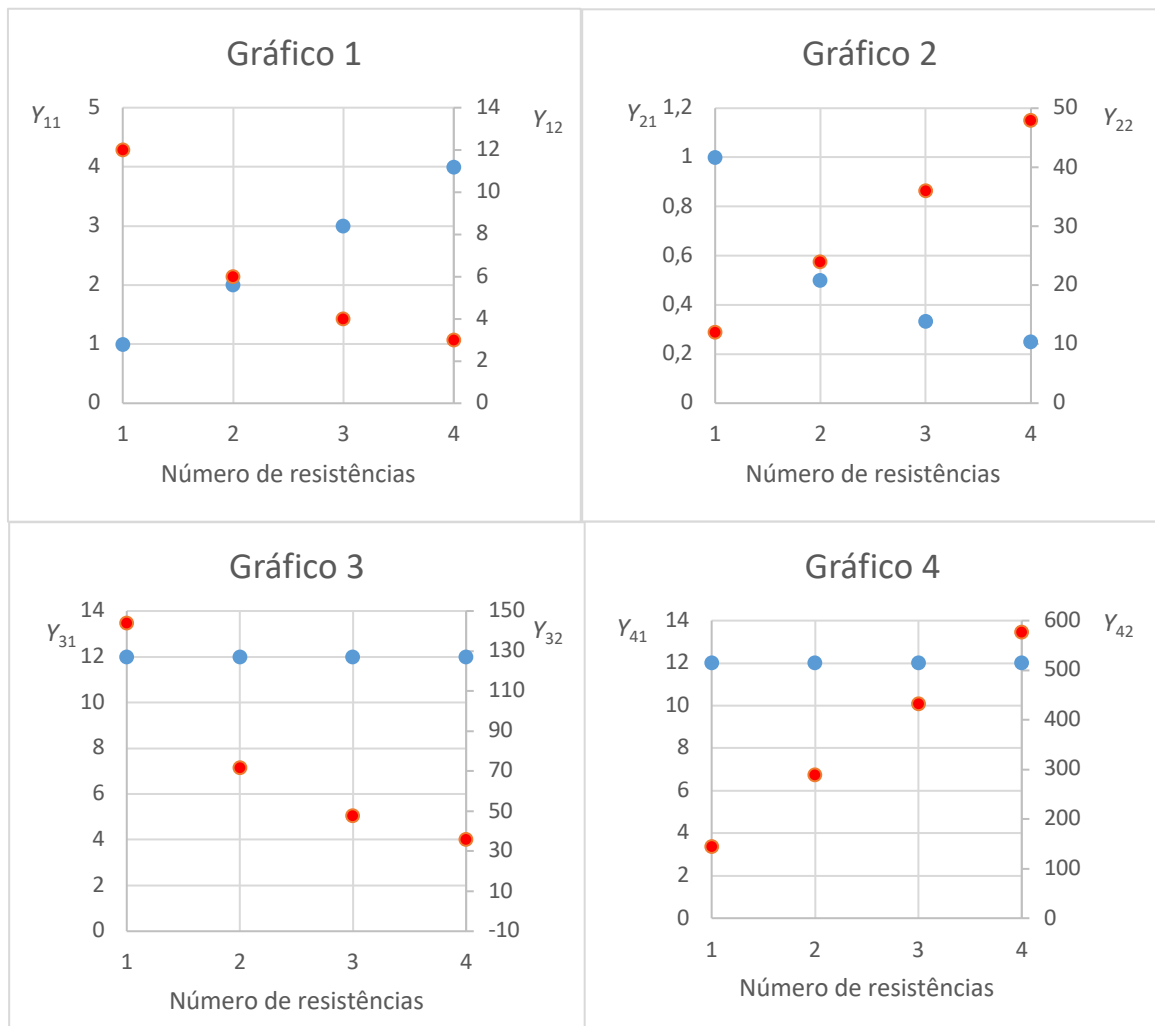 Gráfico 1
Y11
Y12
5
4
3
2
1
0
14
12
10
8
6
4
2
0
1 2 3 4
Número de resistências
Gráfico 2
Y21
Y22
1,2
1
0,8
0,6
0,4
0,2
0
50
40
30
20
10
0
1 2 3 4
Número de resistências
Gráfico 3
Y31
Y32
14
12
10
8
6
4
2
0
150
130
110
90
70
50
30
10
-10
1 2 3 4
Número de resistências
Gráfico 4
Y41
Y42
14
12
10
8
6
4
2
0
600
500
400
300
200
100
0
1 2 3 4
Número de resistências